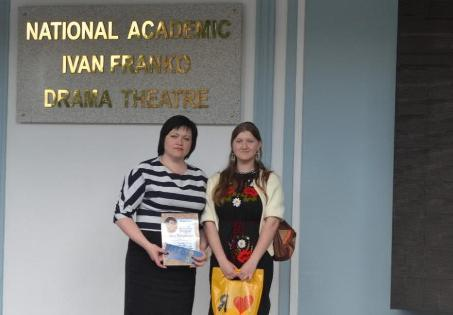 NATIONAL ACADEMIC
IVAN FRANKO
DRAMA THEATRE